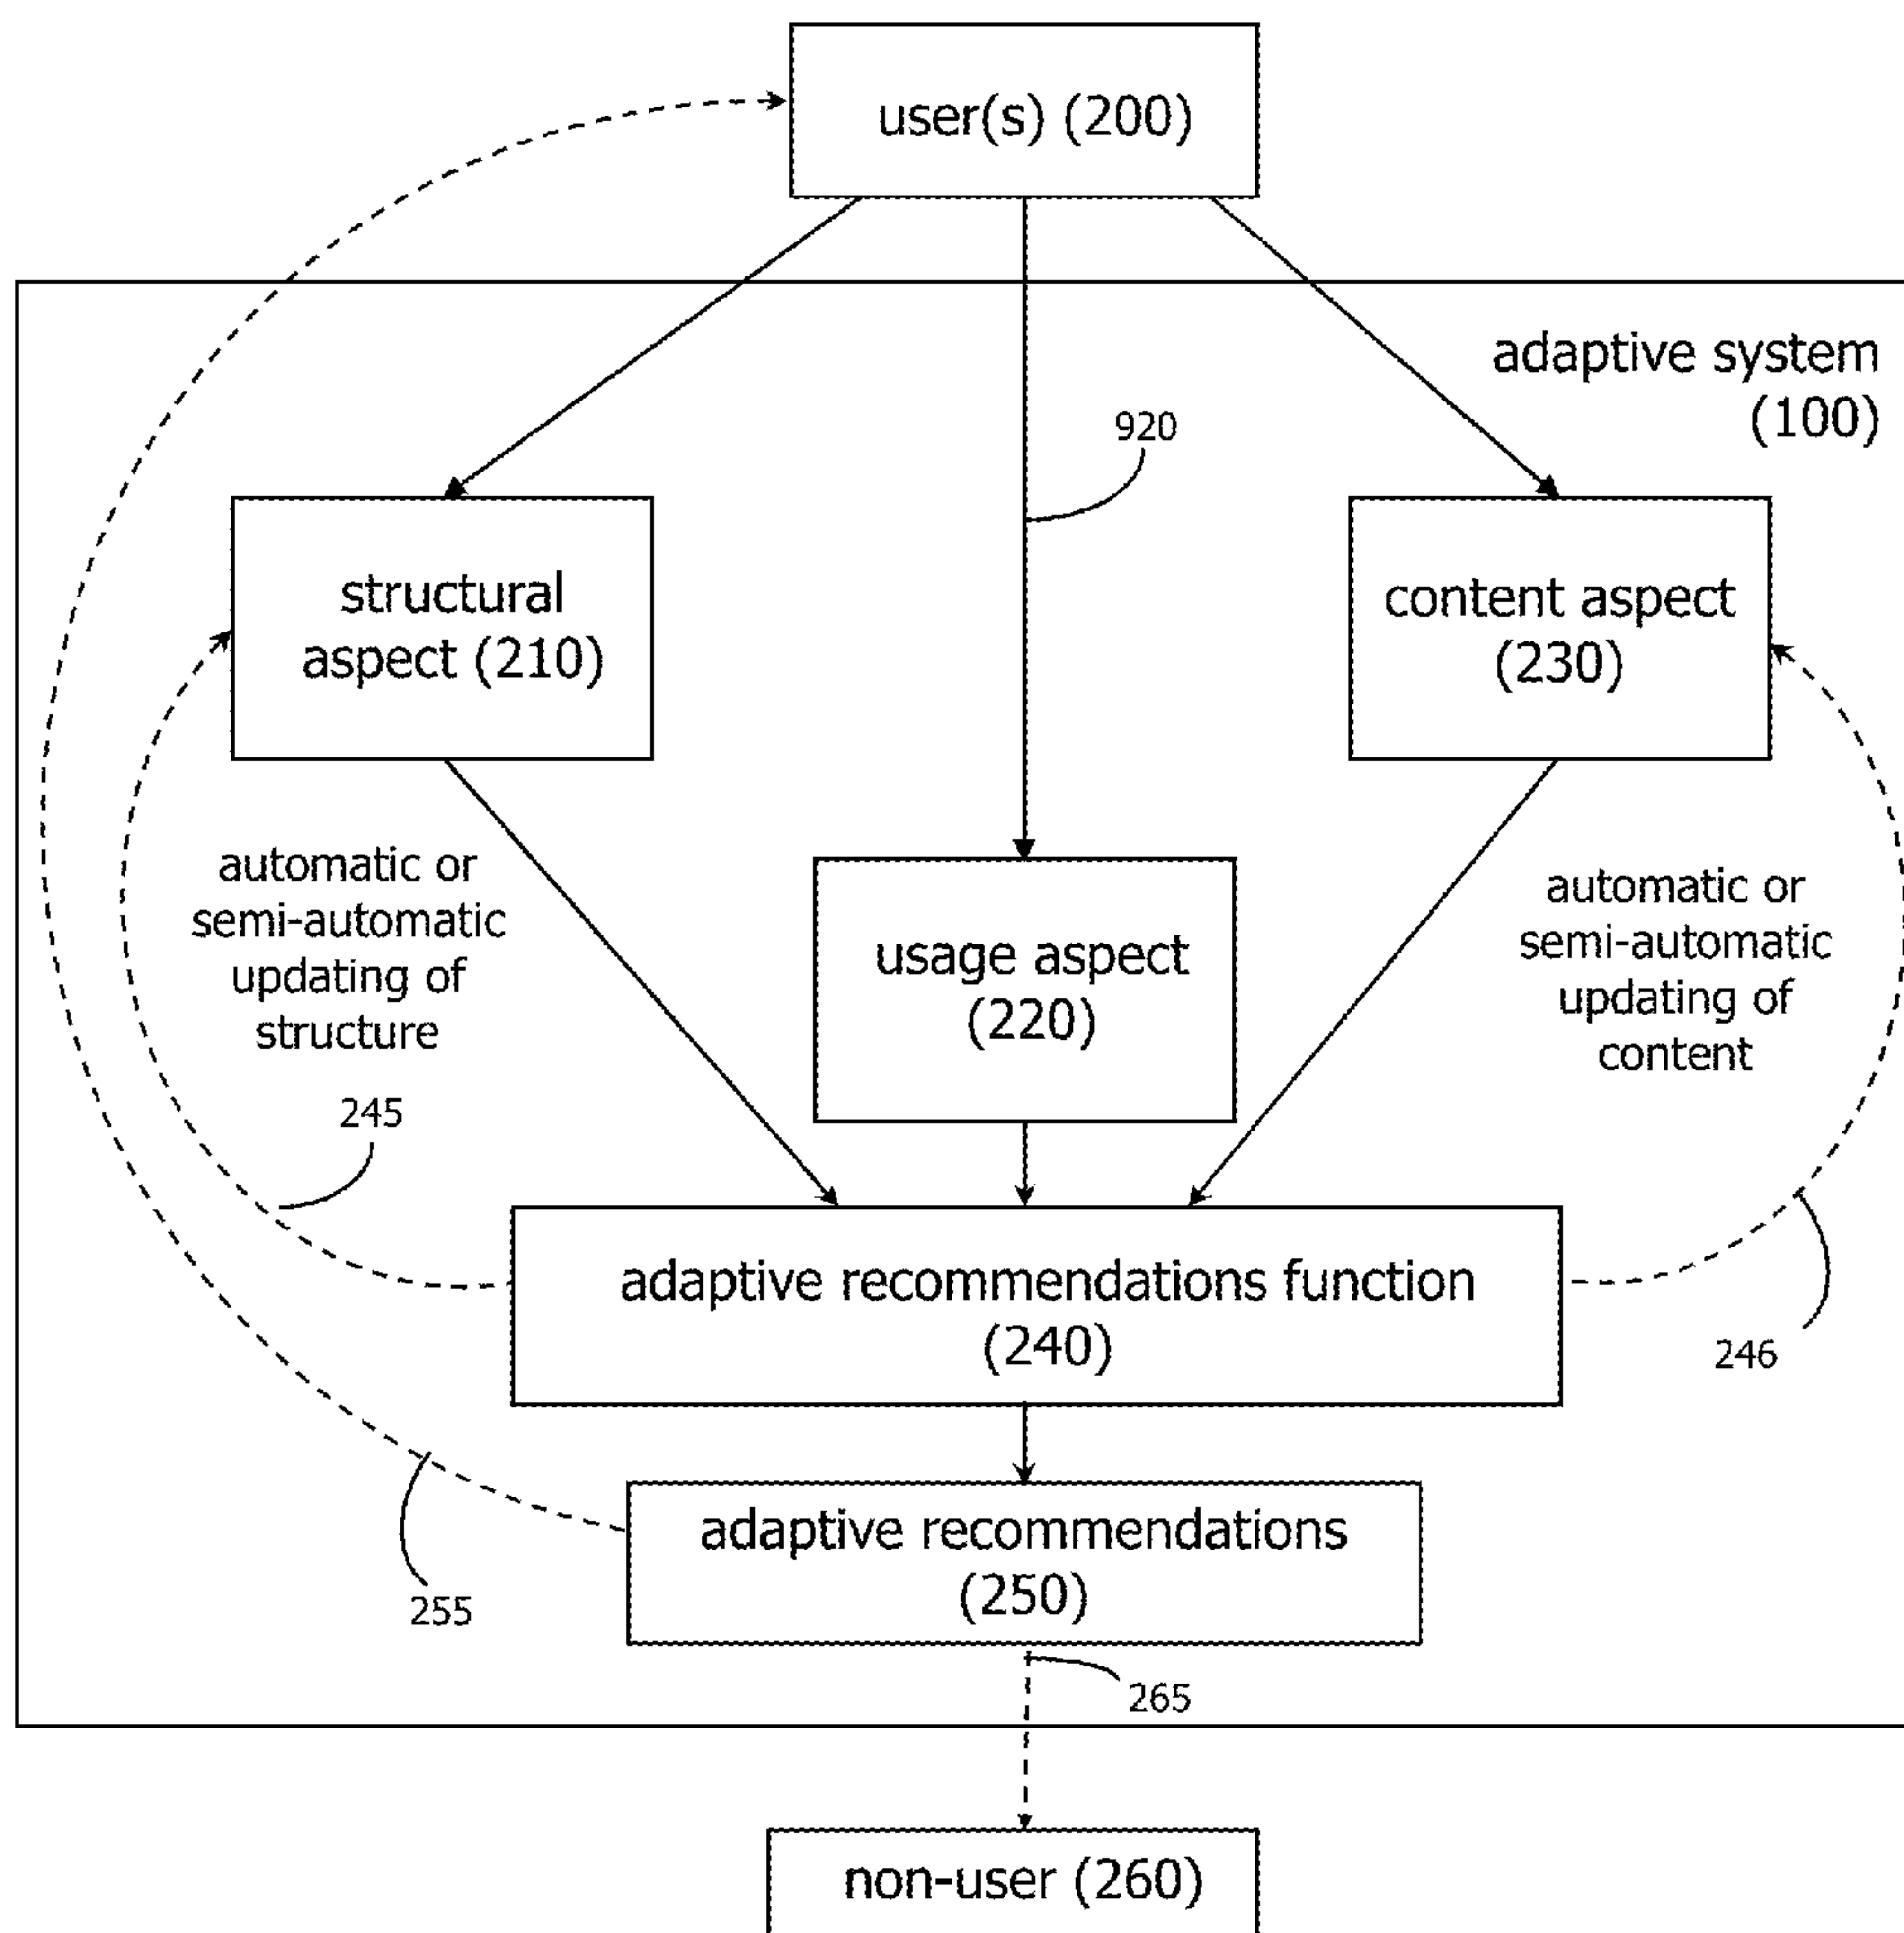 user(s) (200)
adaptive system
(100)
920
structural
aspect (210)
content aspect
(230)
automatic or
semi-automatic
updating of
structure
usage aspect
(220)
automatic or
semi-automatic
updating of
content
245
adaptive recommendations function
(240)
246
adaptive recommendations
(250)
255
265
non-user (260)